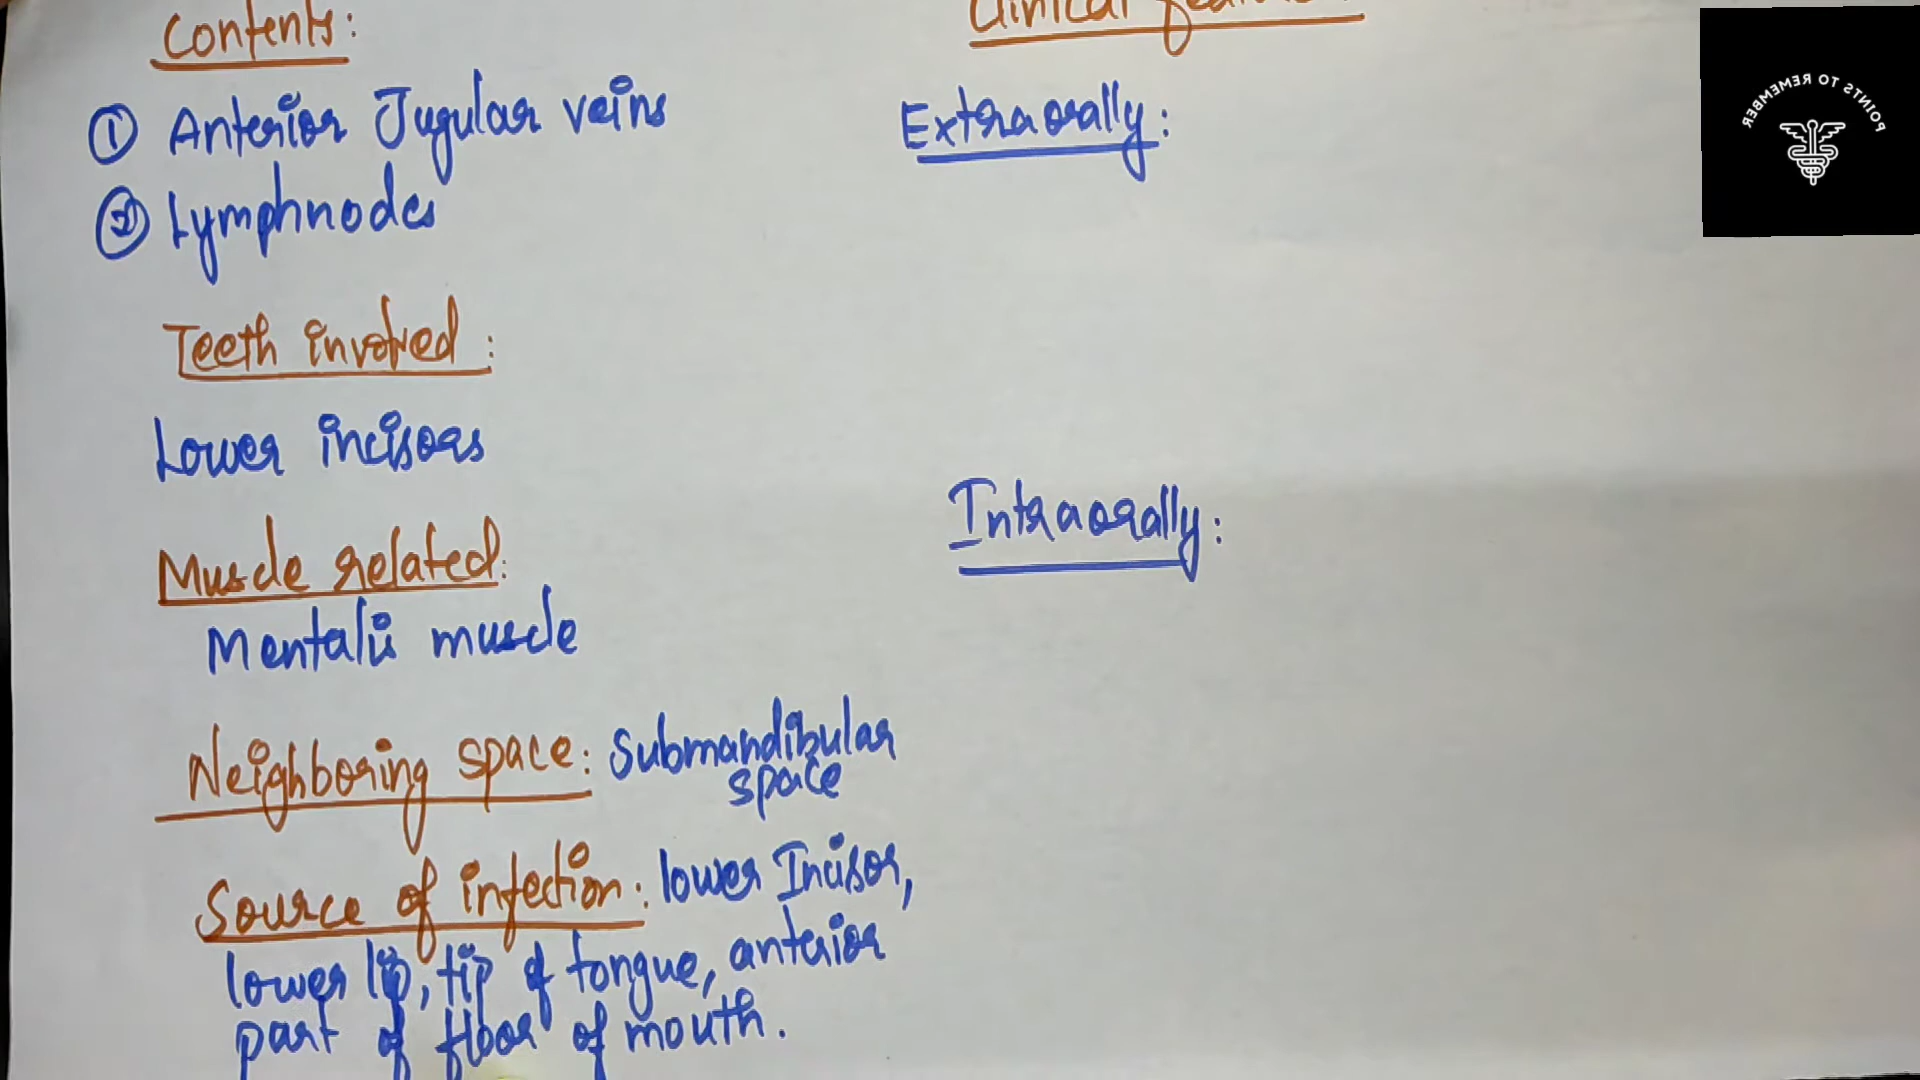 Contents:
① Anterior Jugular veins
② Lymphnodes
Teeth involved:
Lower incisors
Muscle related:
Mentalis muscle
Neighboring space: Submandibular
space
Source of infection: lower Incisor,
lower lip, tip of tongue, anterior
part of floor of mouth.
Clinical features:
Extraorally:
Intraorally:
POINTS TO REMEMBER